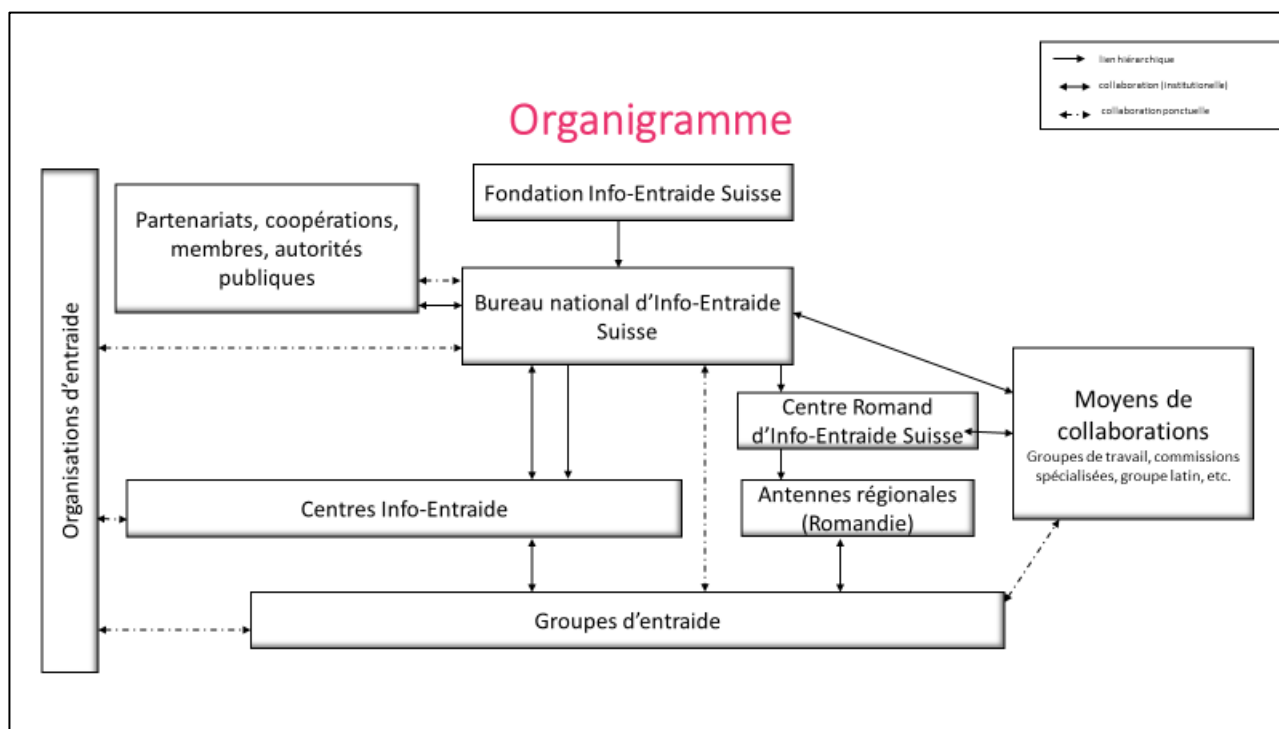 lien hiérarchique
collaboration (institutionelle)
collaboration ponctuelle
Organigramme
Fondation Info-Entraide Suisse
Partenariats, coopérations,
membres, autorités
publiques
Bureau national d’Info-Entraide
Suisse
Organisations d’entraide
Centre Romand
d’Info-Entraide Suisse
Moyens de
collaborations
Groupes de travail, commissions
spécialisées, groupe latin, etc.
Centres Info-Entraide
Antennes régionales
(Romandie)
Groupes d’entraide